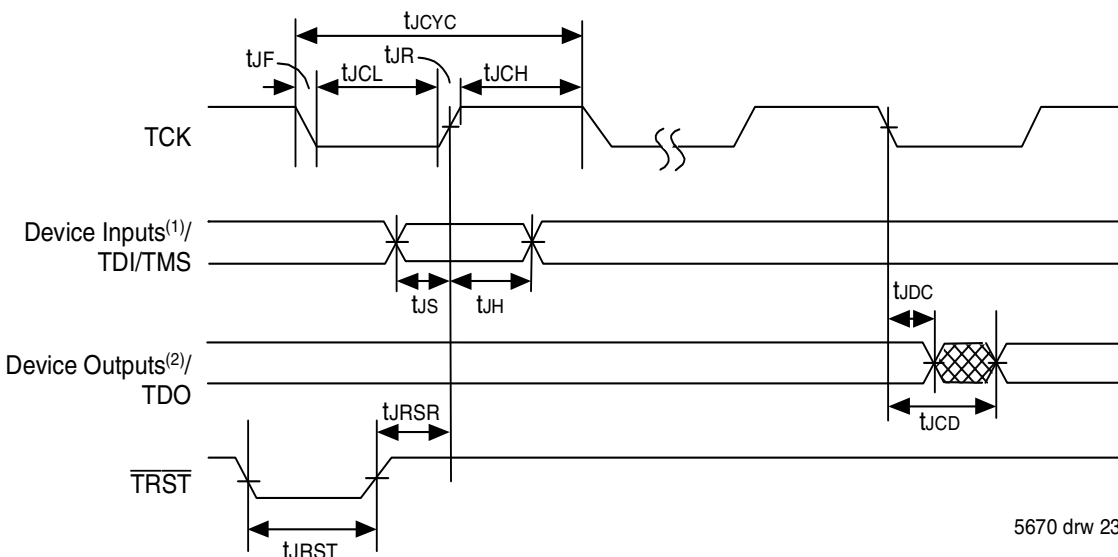 tJCYC
tJF
tJCL
tJR
tJCH
TCK
Device Inputs(1)/
TDI/TMS
tJS
tJH
tJDC
Device Outputs(2)/
TDO
tJRSR
tJCD
TRST
tJRST
5670 drw 23